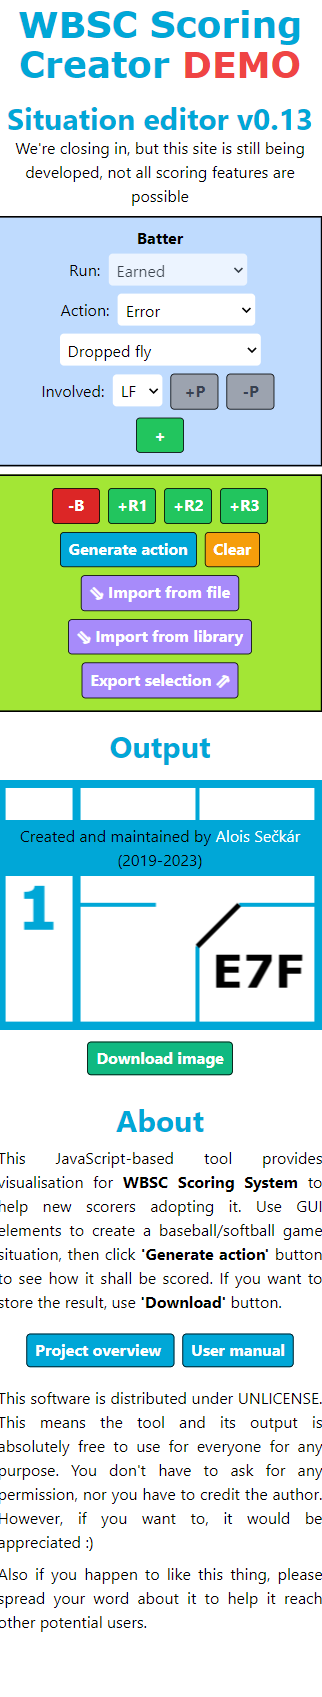 WBSC Scoring
Creator DEMO
Situation editor v0.13
We're closing in, but this site is still being
developed, not all scoring features are
possible
Batter
Run: Earned
Action: Error
Dropped fly
Involved: LF +P -P
+
-B +R1 +R2 +R3
Generate action Clear
⇘ Import from file
⇘ Import from library
Export selection ⇗
Output
Created and maintained by Alois Sečkár
(2019-2023)
1
E7F
Download image
About
This JavaScript-based tool provides
visualisation for WBSC Scoring System to
help new scorers adopting it. Use GUI
elements to create a baseball/softball game
situation, then click 'Generate action' button
to see how it shall be scored. If you want to
store the result, use 'Download' button.
Project overview User manual
This software is distributed under UNLICENSE.
This means the tool and its output is
absolutely free to use for everyone for any
purpose. You don't have to ask for any
permission, nor you have to credit the author.
However, if you want to, it would be
appreciated :)
Also if you happen to like this thing, please
spread your word about it to help it reach
other potential users.